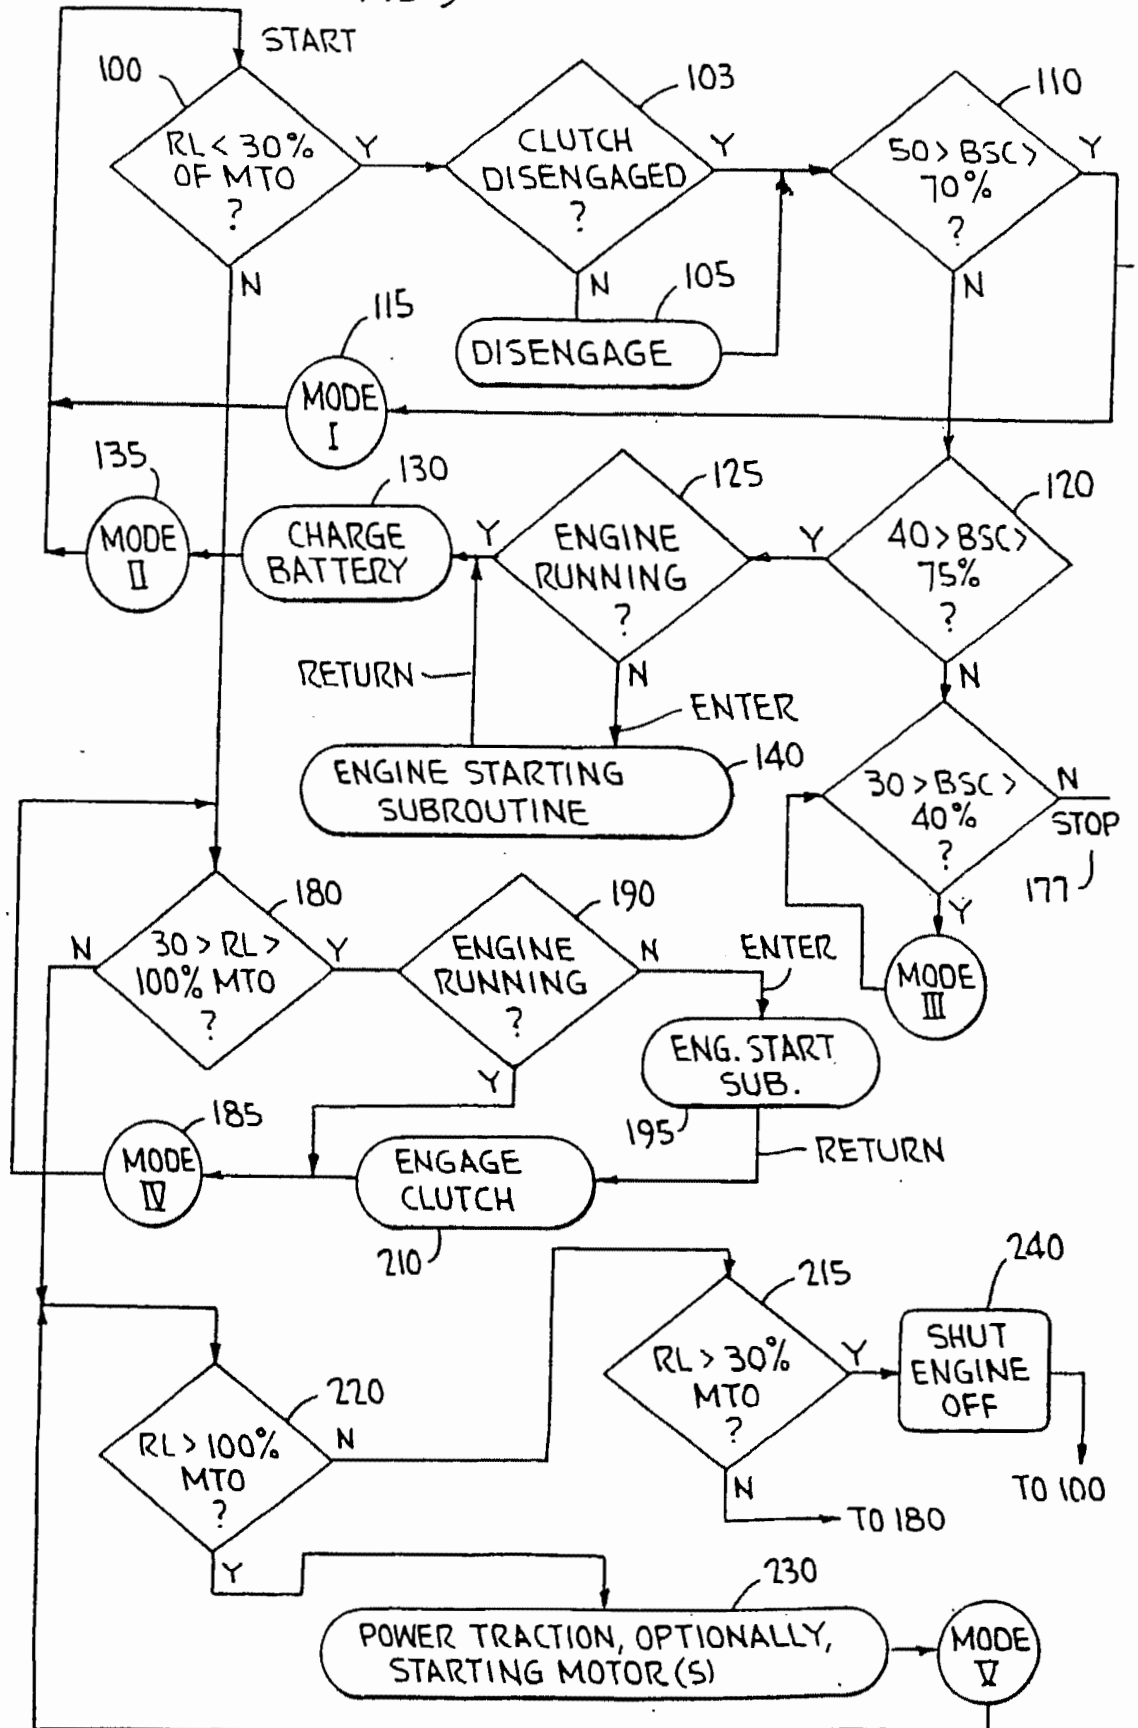 START
100
RL < 30%
OF MTO
?
Y
N
103
CLUTCH
DISENGAGED
?
Y
N
110
50 > BSC >
70%
?
Y
N
105
DISENGAGE
115
MODE
I
135
MODE
II
130
CHARGE
BATTERY
125
ENGINE
RUNNING
?
Y
N
120
40 > BSC >
75%
?
Y
N
RETURN
ENTER
140
ENGINE STARTING
SUBROUTINE
30 > BSC >
40%
?
N
STOP
177
Y
MODE
III
180
30 > RL >
100% MTO
?
N
Y
190
ENGINE
RUNNING
?
N
Y
ENTER
ENG. START
SUB.
195
RETURN
185
MODE
IV
ENGAGE
CLUTCH
210
215
RL > 30%
MTO
?
Y
N
TO 180
240
SHUT
ENGINE
OFF
TO 100
220
RL > 100%
MTO
?
N
Y
230
POWER TRACTION, OPTIONALLY,
STARTING MOTOR(S)
MODE
V